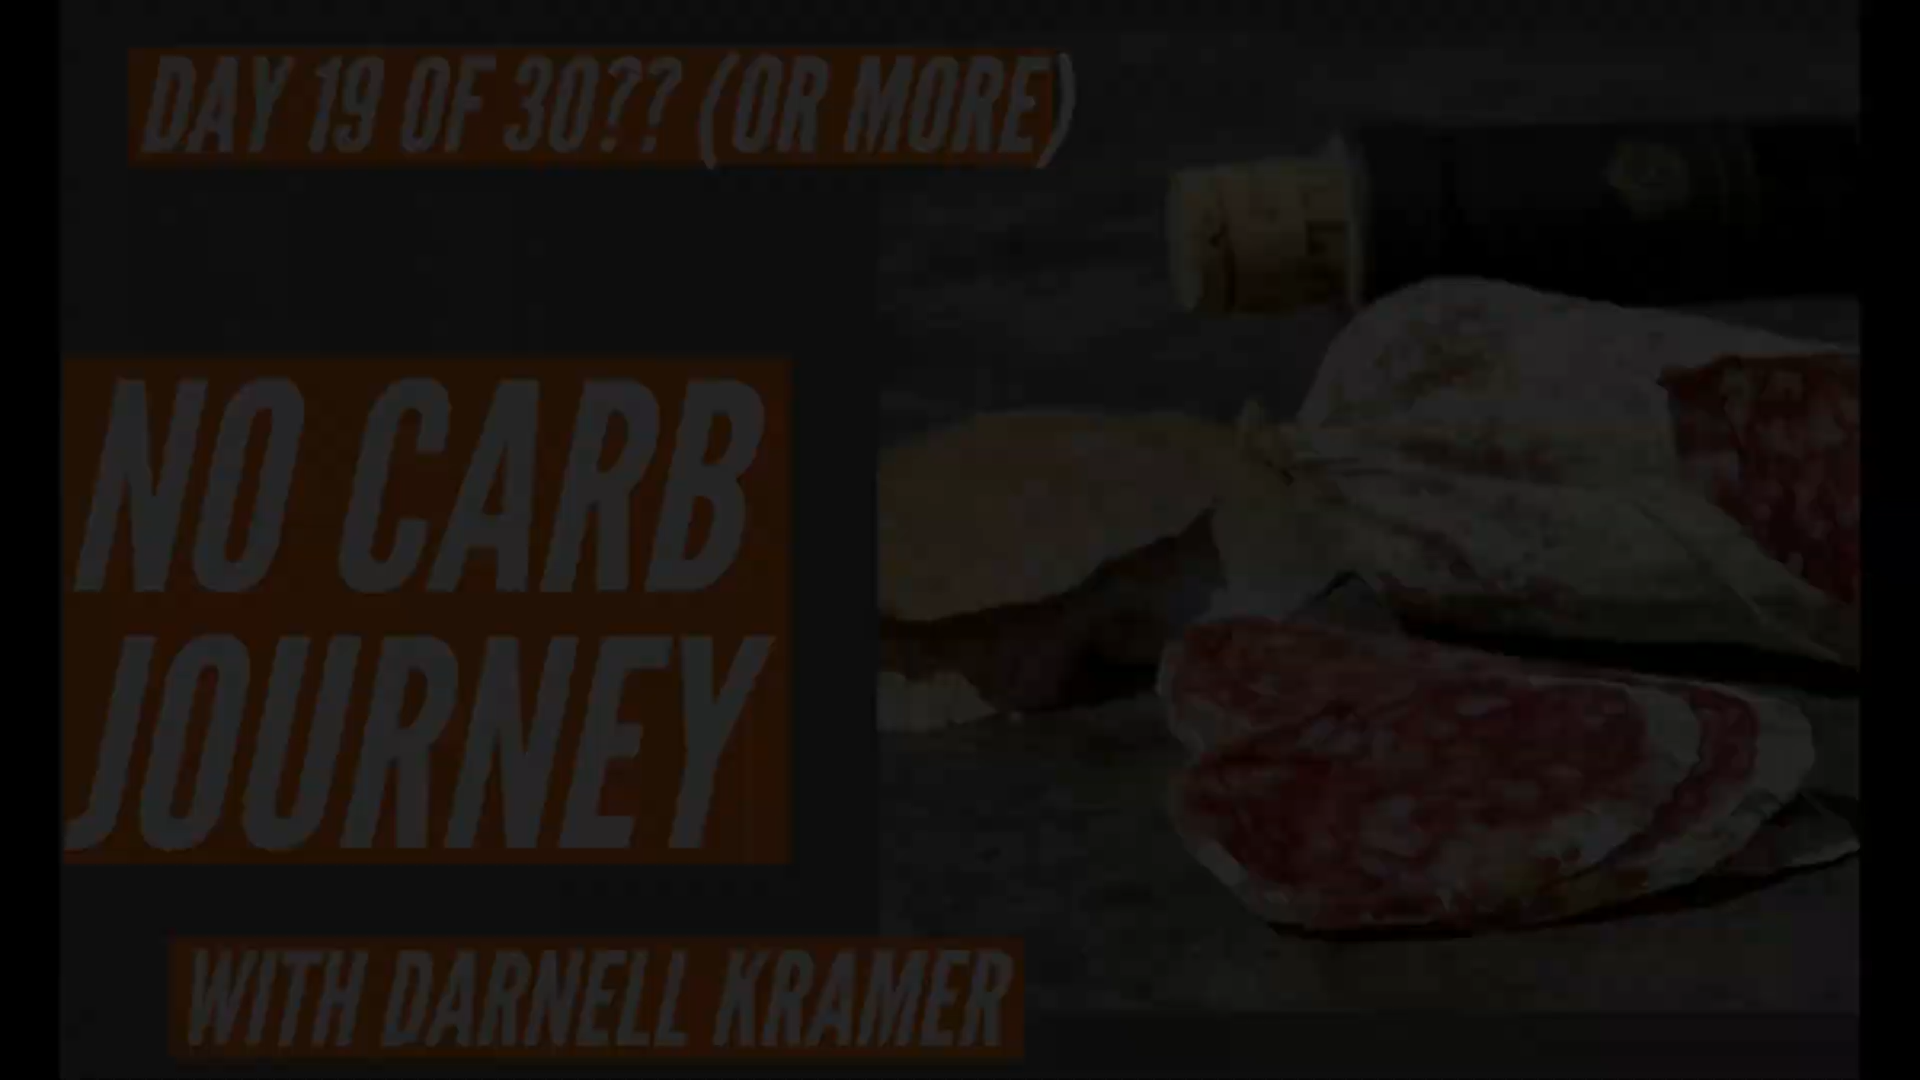 DAY 19 OF 30?? (OR MORE)
NO CARB
JOURNEY
WITH DARNELL KRAMER